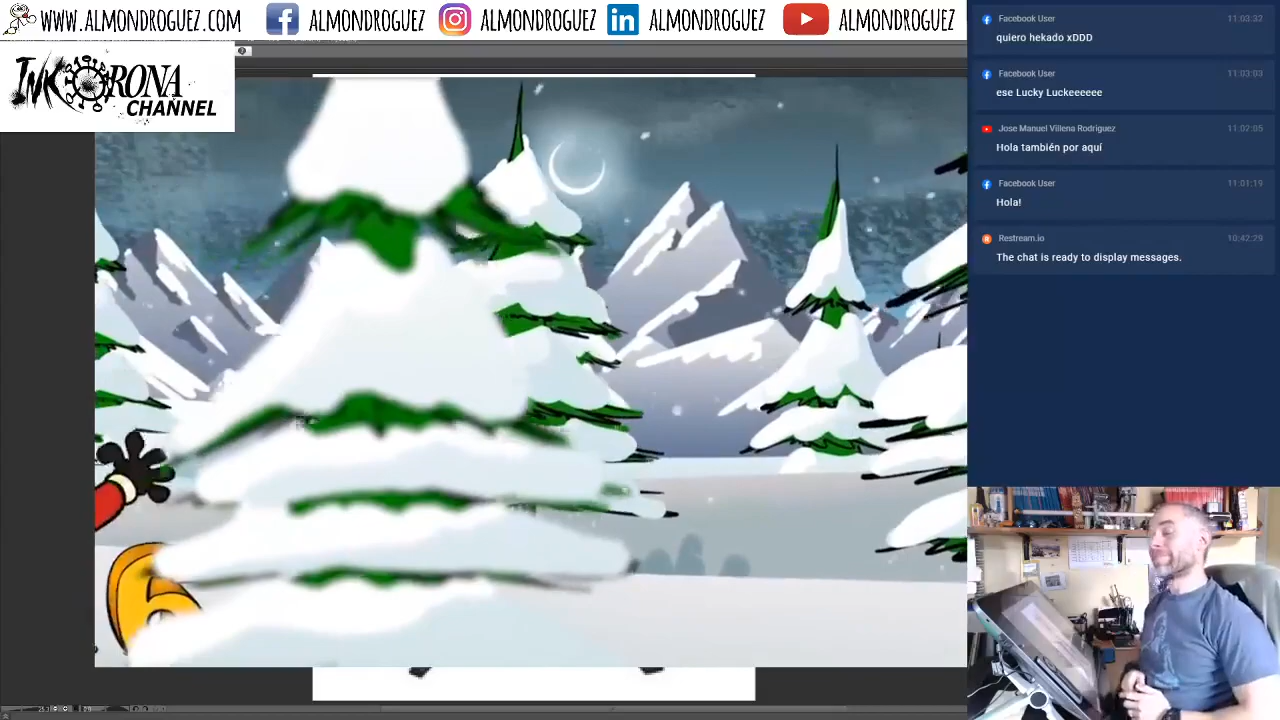 WWW.ALMONDROGUEZ.COM
ALMONDROGUEZ
ALMONDROGUEZ
ALMONDROGUEZ
ALMONDROGUEZ
INKORONA
CHANNEL
Facebook User 11:03:32
quiero hekado xDDD
Facebook User 11:03:03
ese Lucky Luckeeeeee
Jose Manuel Villena Rodriguez 11:02:05
Hola también por aquí
Facebook User 11:01:19
Hola!
Restream.io 10:42:29
The chat is ready to display messages.